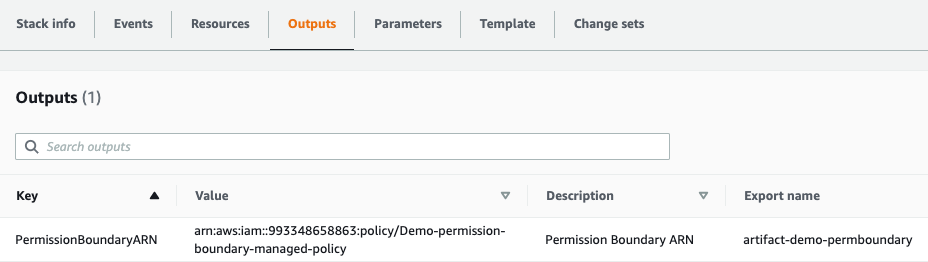 Stack info Events Resources Outputs Parameters Template Change sets
Outputs (1)
Search outputs
Key Value Description Export name
PermissionBoundaryARN arn:aws:iam::993348658863:policy/Demo-permission- Permission Boundary ARN artifact-demo-permboundary
boundary-managed-policy